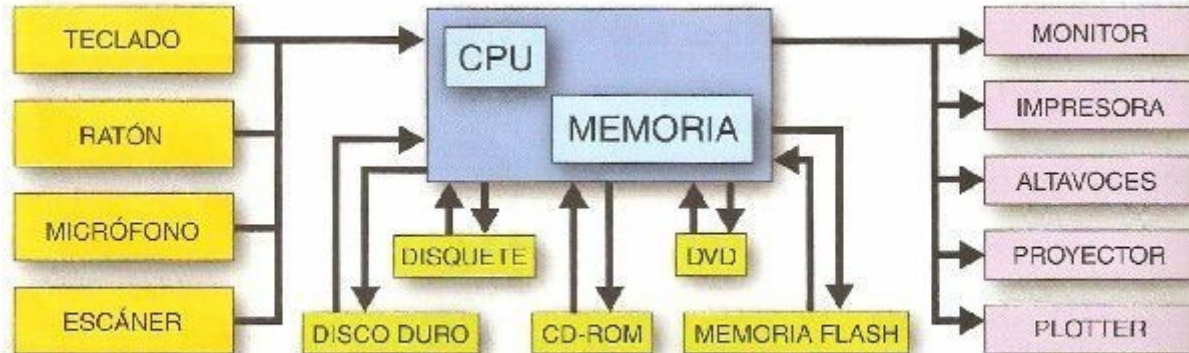 TECLADO
RATÓN
MICRÓFONO
ESCÁNER
CPU
MEMORIA
DISQUETE
DVD
DISCO DURO
CD-ROM
MEMORIA FLASH
MONITOR
IMPRESORA
ALTAVOCES
PROYECTOR
PLOTTER